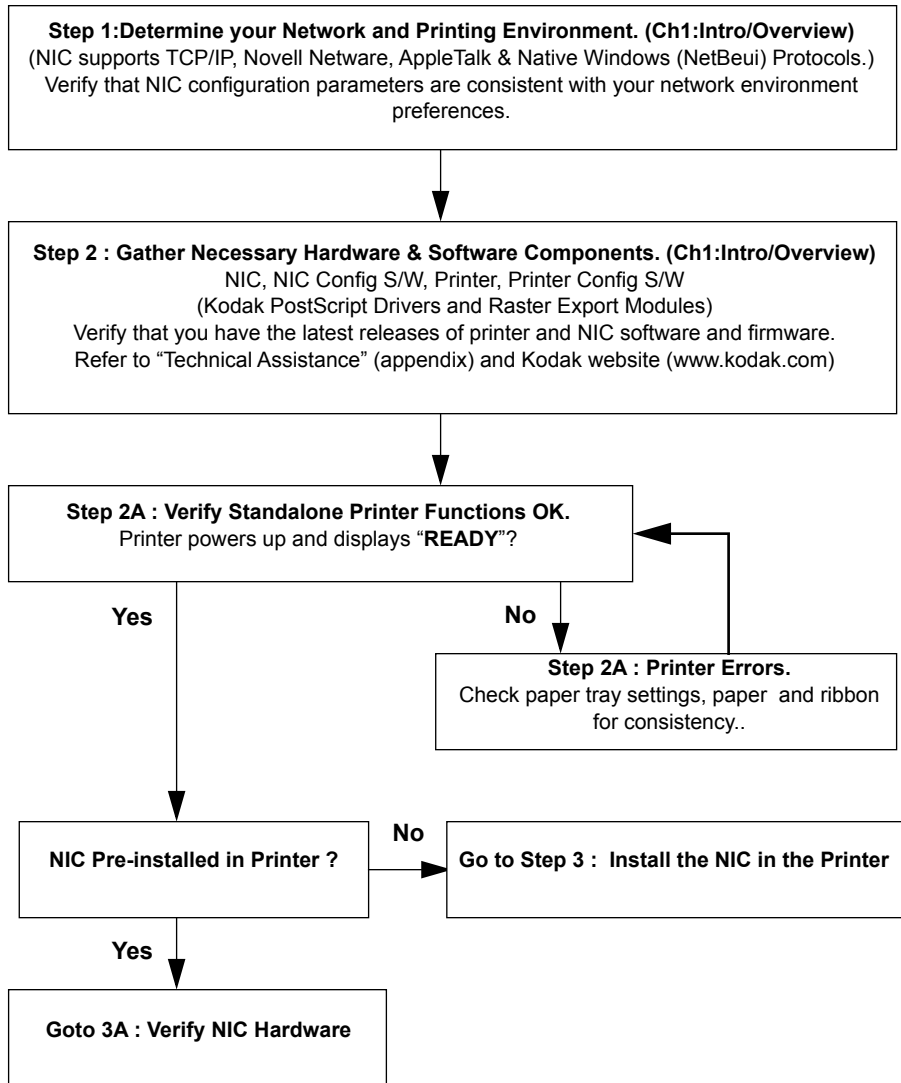 Step 1:Determine your Network and Printing Environment. (Ch1:Intro/Overview)
(NIC supports TCP/IP, Novell Netware, AppleTalk & Native Windows (NetBeui) Protocols.)
Verify that NIC configuration parameters are consistent with your network environment
preferences.
Step 2 : Gather Necessary Hardware & Software Components. (Ch1:Intro/Overview)
NIC, NIC Config S/W, Printer, Printer Config S/W
(Kodak PostScript Drivers and Raster Export Modules)
Verify that you have the latest releases of printer and NIC software and firmware.
Refer to “Technical Assistance” (appendix) and Kodak website (www.kodak.com)
Step 2A : Verify Standalone Printer Functions OK.
Printer powers up and displays “READY”?
Yes
No
Step 2A : Printer Errors.
Check paper tray settings, paper and ribbon
for consistency..
NIC Pre-installed in Printer ?
No
Go to Step 3 : Install the NIC in the Printer
Yes
Goto 3A : Verify NIC Hardware